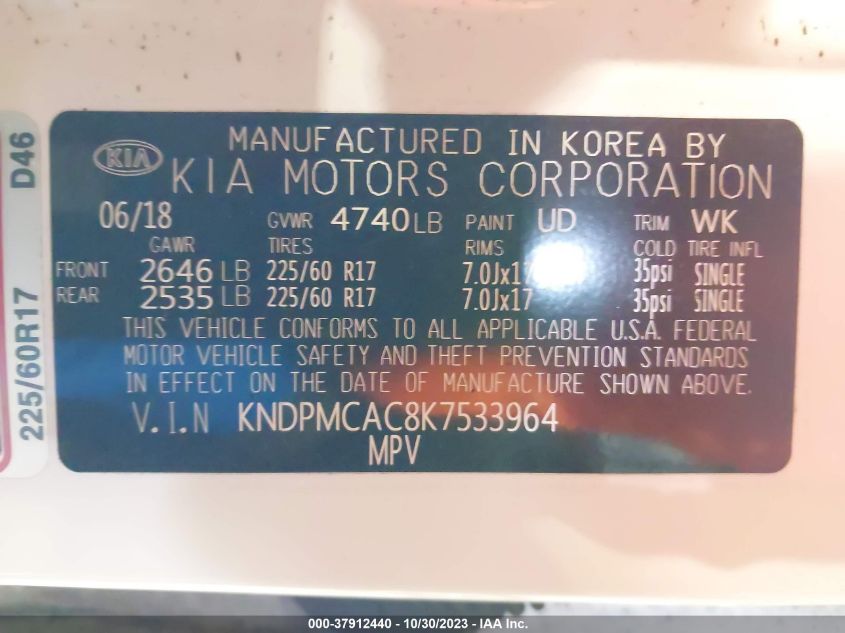 MANUFACTURED IN KOREA BY
KIA KIA MOTORS CORPORATION
06/18 GVWR 4740LB PAINT UD TRIM WK
GAWR TIRES RIMS COLD TIRE INFL
FRONT 2646 LB 225/60 R17 7.0Jx17 35psi SINGLE
REAR 2535 LB 225/60 R17 7.0Jx17 35psi SINGLE
THIS VEHICLE CONFORMS TO ALL APPLICABLE U.S.A. FEDERAL
MOTOR VEHICLE SAFETY AND THEFT PREVENTION STANDARDS
IN EFFECT ON THE DATE OF MANUFACTURE SHOWN ABOVE.
V.I.N KNDPMCAC8K7533964
MPV
225/60R17 D46
000-37912440 - 10/30/2023 - IAA Inc.